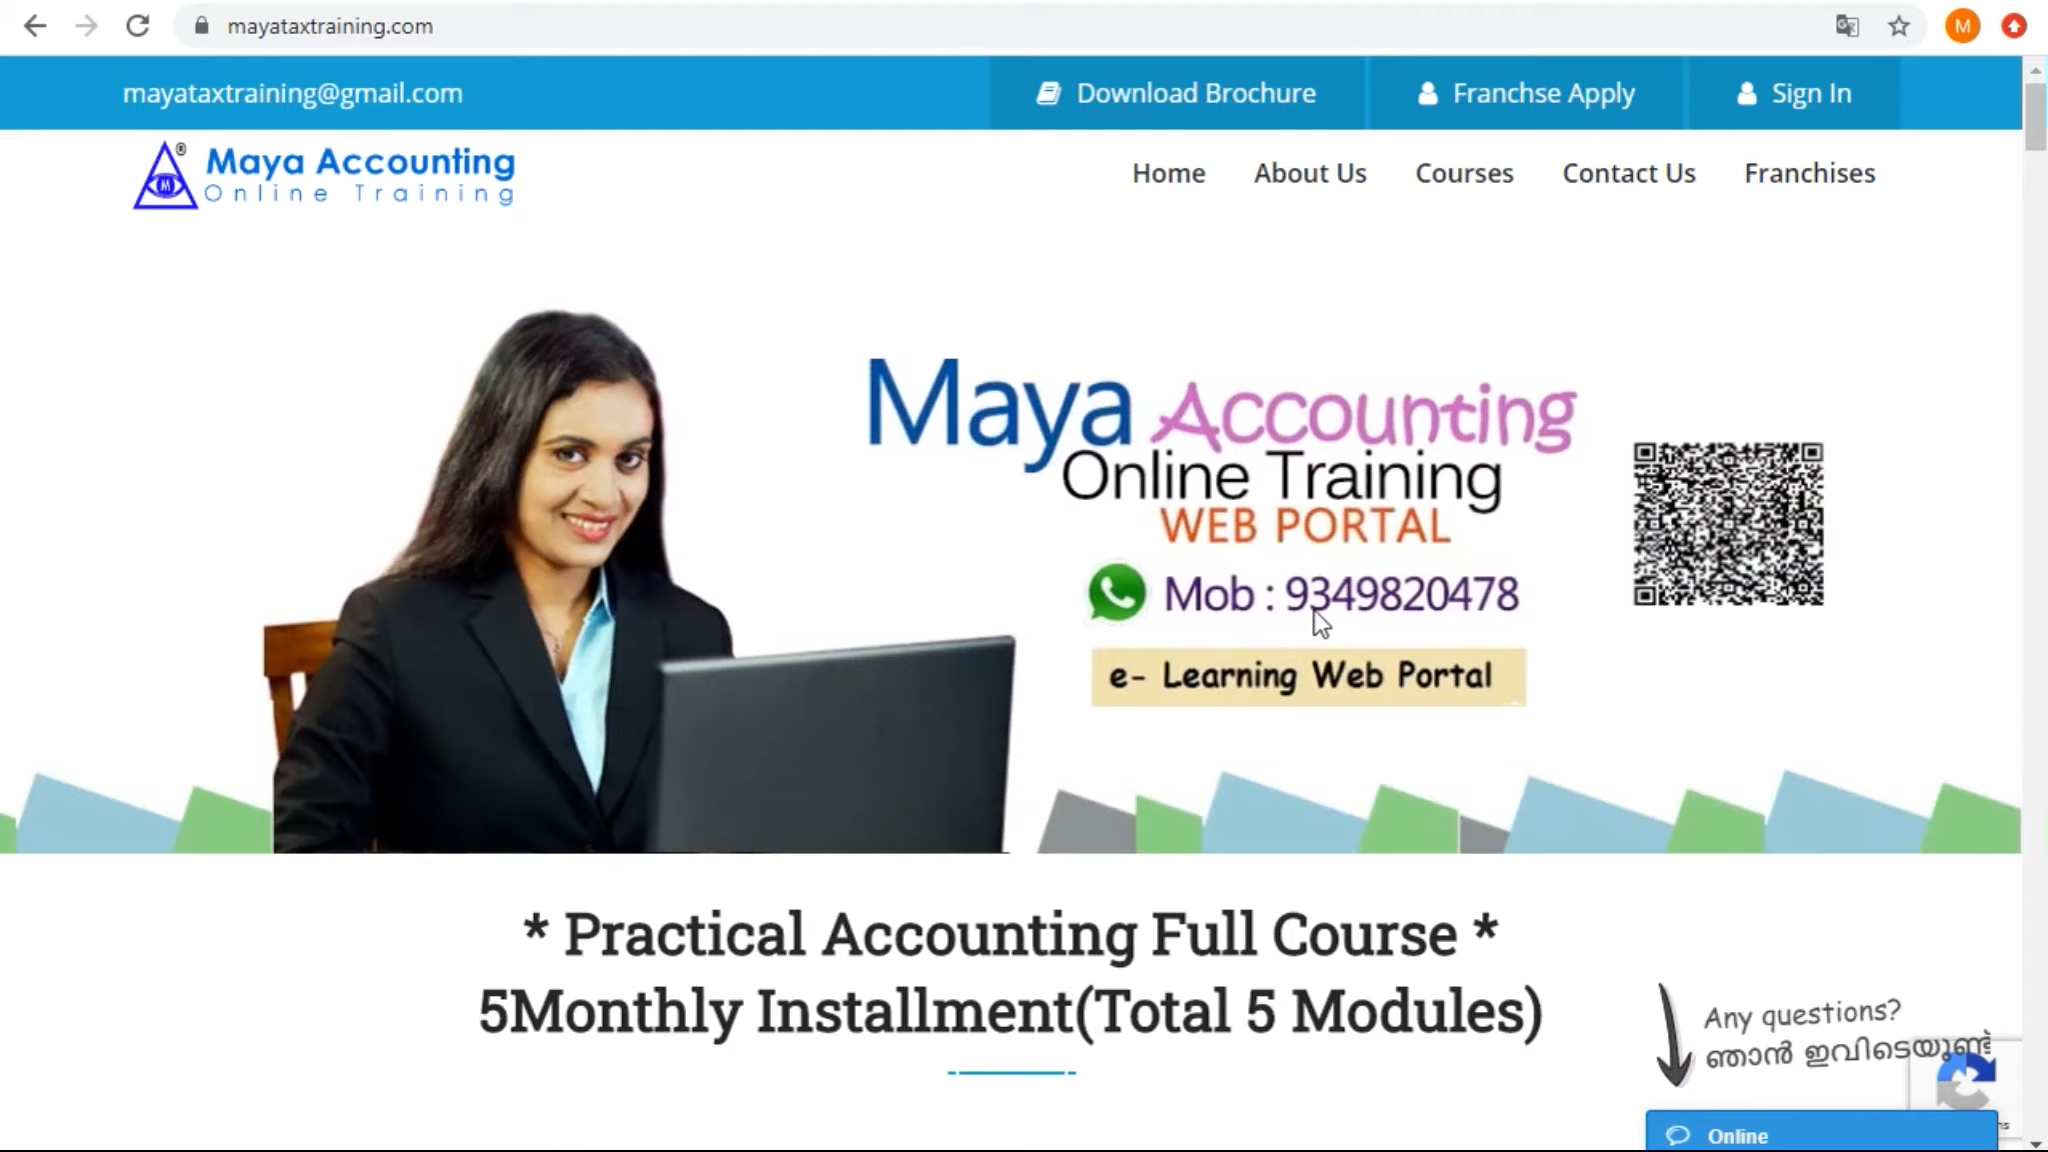 mayataxtraining.com
M
mayataxtraining@gmail.com
Download Brochure
Franchse Apply
Sign In
M
®
Maya Accounting
Online Training
Home
About Us
Courses
Contact Us
Franchises
Maya Accounting
Online Training
WEB PORTAL
Mob : 9349820478
e- Learning Web Portal
* Practical Accounting Full Course *
5Monthly Installment(Total 5 Modules)
Any questions?
ഞാൻ ഇവിടെയുണ്ട്
Online